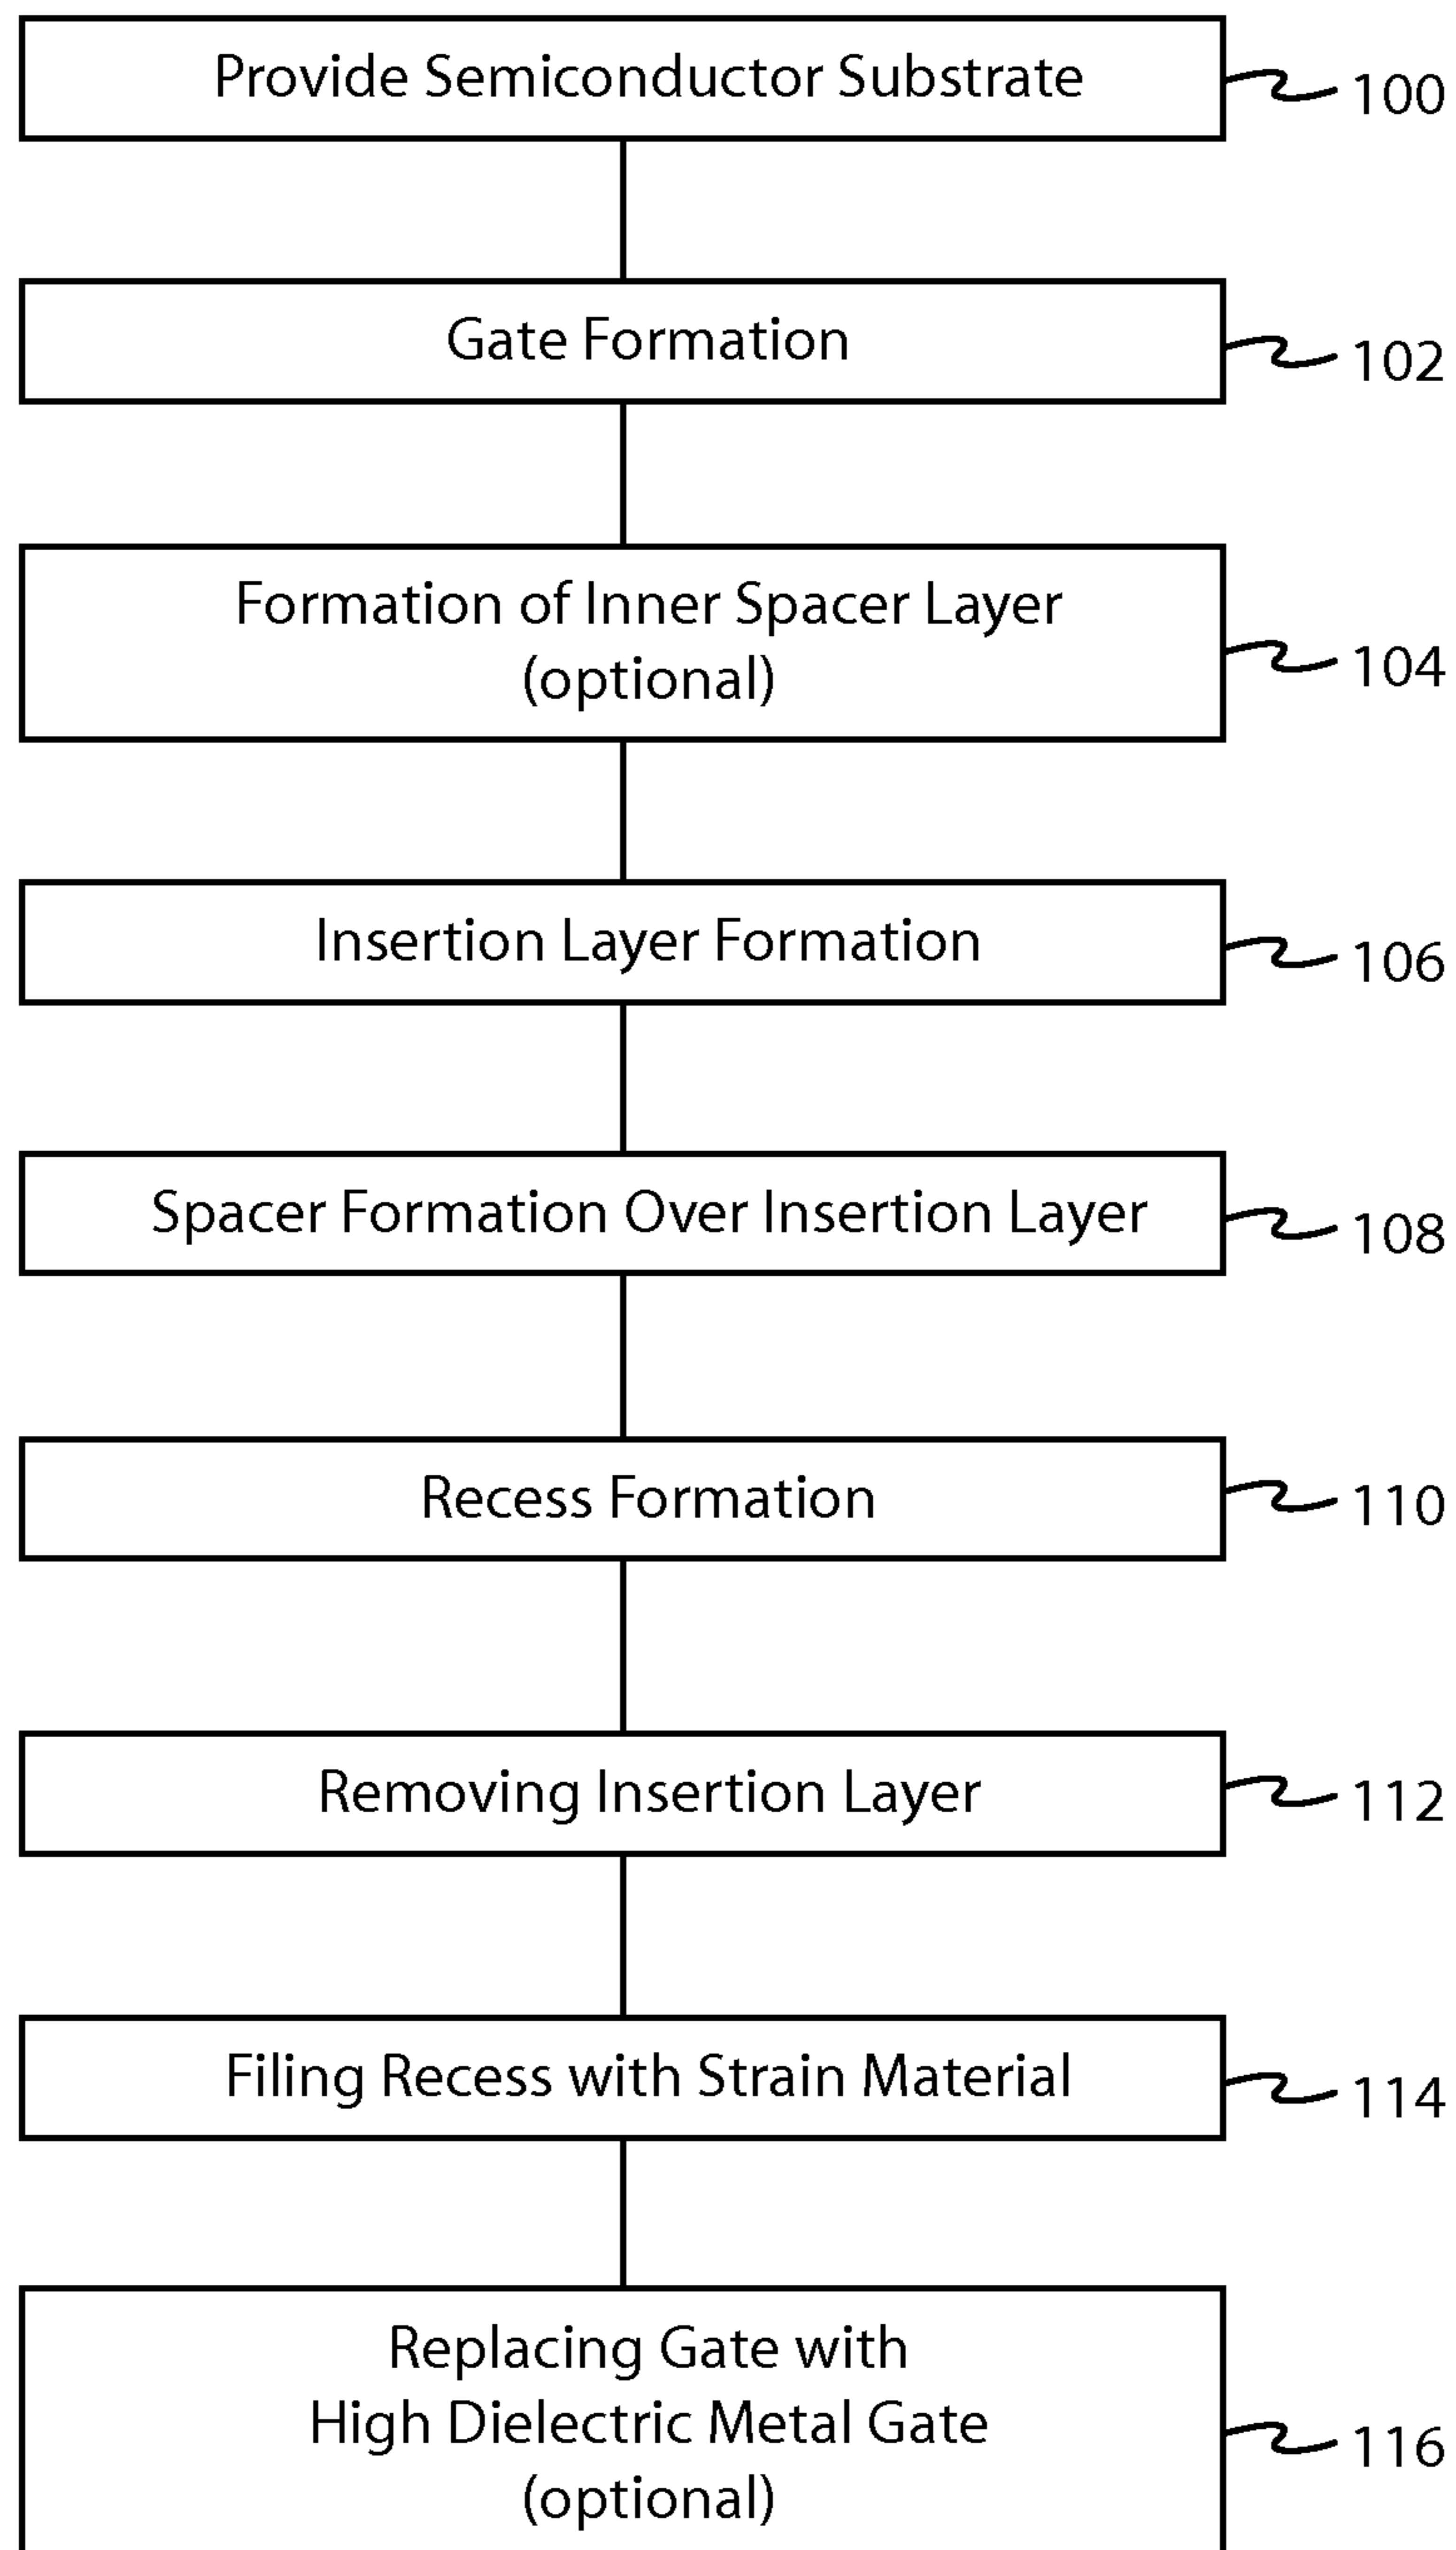 Provide Semiconductor Substrate
100
Gate Formation
102
Formation of Inner Spacer Layer
(optional)
104
Insertion Layer Formation
106
Spacer Formation Over Insertion Layer
108
Recess Formation
110
Removing Insertion Layer
112
Filing Recess with Strain Material
114
Replacing Gate with
High Dielectric Metal Gate
(optional)
116